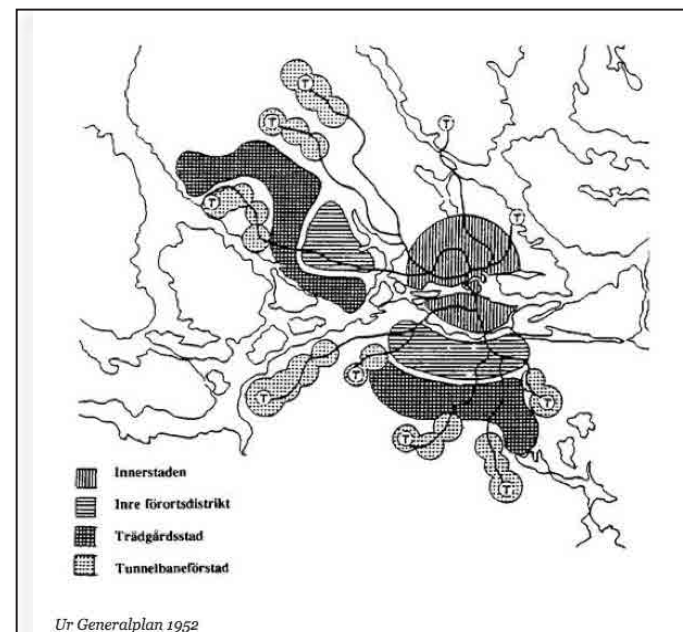 T
T
T
T
T
T
T
T
T
T
Innerstaden
Inre förortsdistrikt
Trädgårdsstad
Tunnelbaneförstad
Ur Generalplan 1952